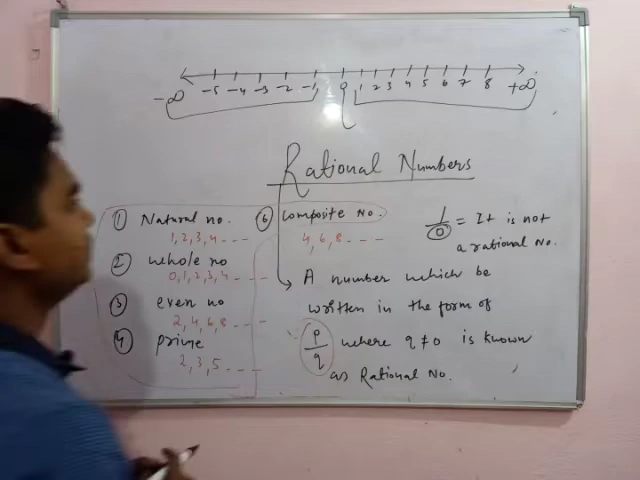 -∞ -5 -4 -3 -2 -1 0 1 2 3 4 5 6 7 8 +∞
Rational Numbers
① Natural no.
1, 2, 3, 4 - - -
② whole no
0, 1, 2, 3, 4 - - - -
③ even no
2, 4, 6, 8 - - - -
④ prime
2, 3, 5 - - - -
⑥ Composite No.
4, 6, 8 - - - -
1/0 = It is not
a rational No.
A number which be
written in the form of
p/q where q ≠ 0 is known
as Rational No.